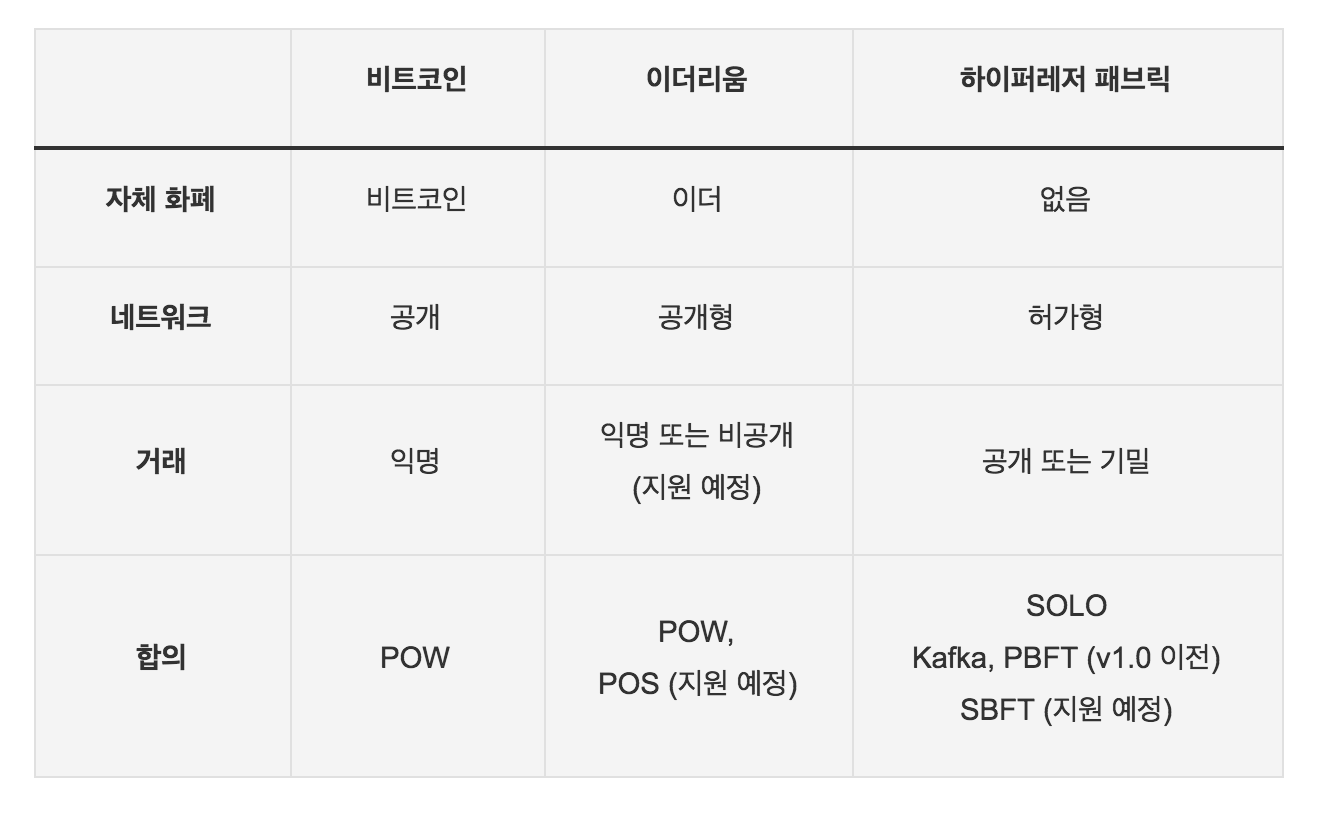 비트코인
이더리움
하이퍼레저 패브릭
자체 화폐
비트코인
이더
없음
네트워크
공개
공개형
허가형
거래
익명
익명 또는 비공개
(지원 예정)
공개 또는 기밀
합의
POW
POW,
POS (지원 예정)
SOLO
Kafka, PBFT (v1.0 이전)
SBFT (지원 예정)